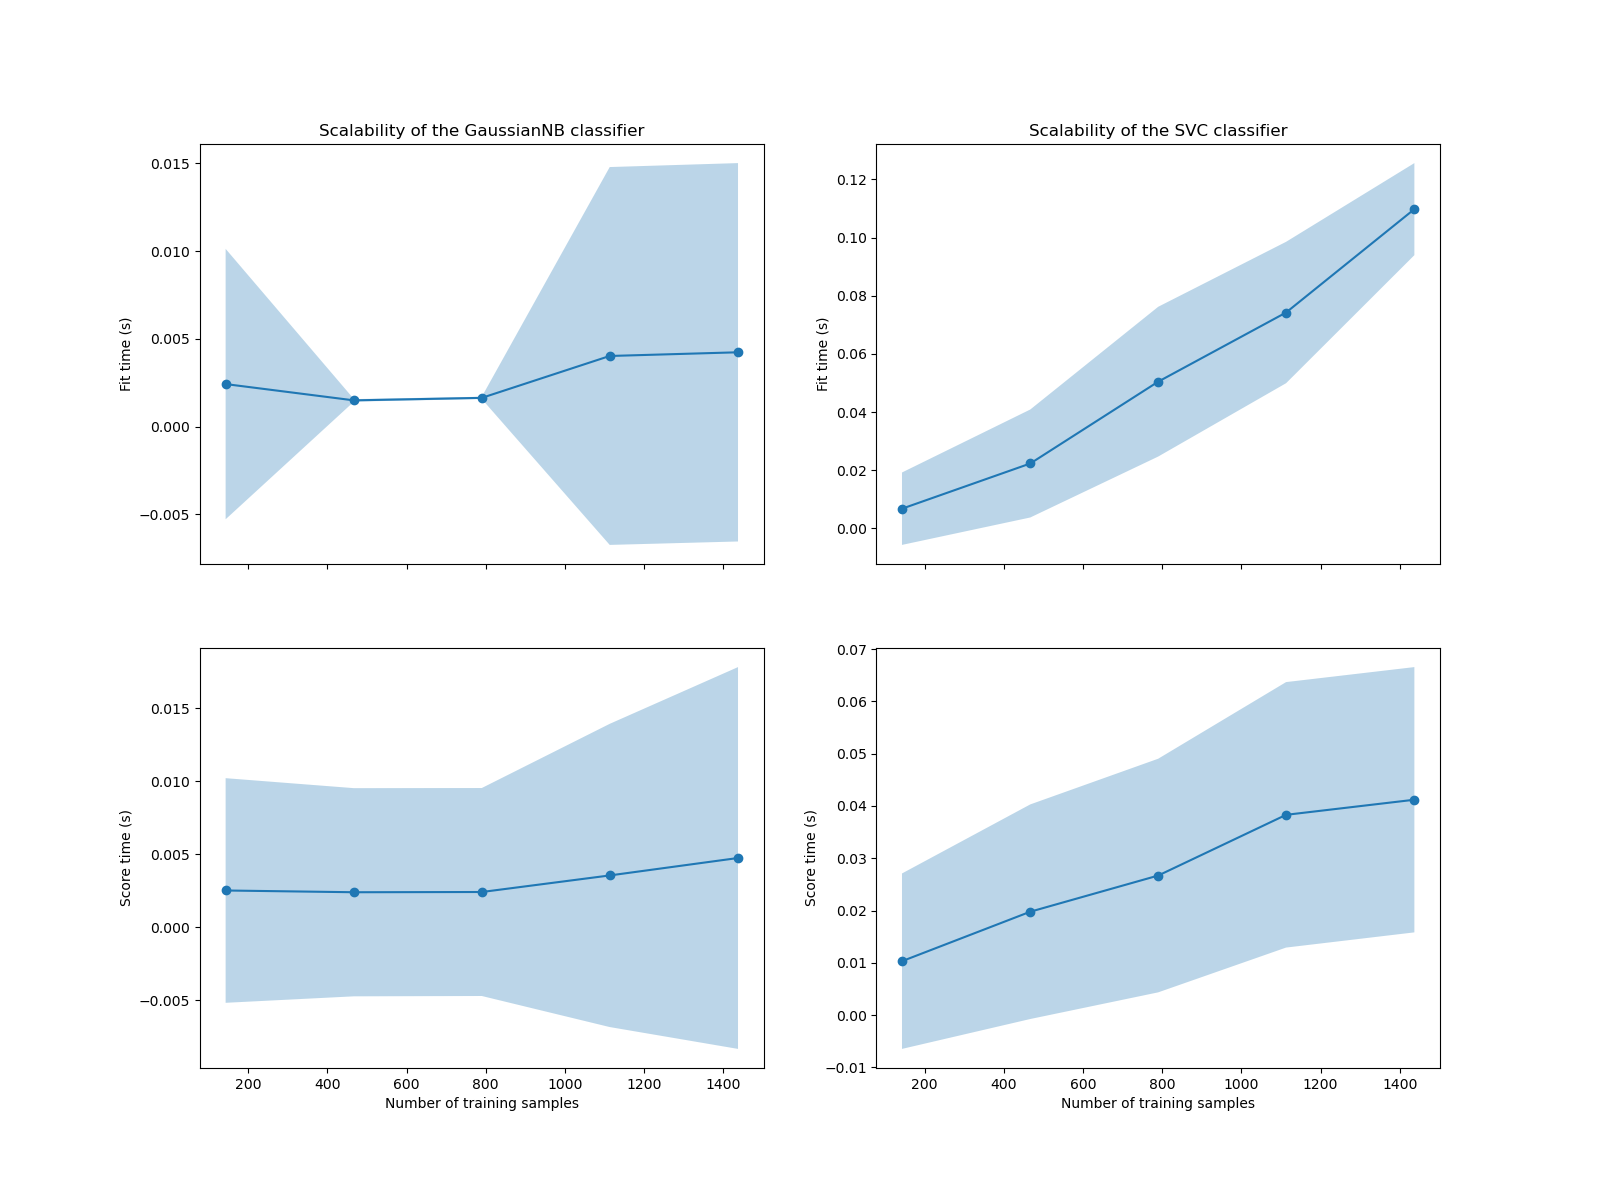 Scalability of the GaussianNB classifier
0.015
0.010
0.005
0.000
−0.005
Fit time (s)
Scalability of the SVC classifier
0.12
0.10
0.08
0.06
0.04
0.02
0.00
Fit time (s)
0.015
0.010
0.005
0.000
−0.005
Score time (s)
200 400 600 800 1000 1200 1400
Number of training samples
0.07
0.06
0.05
0.04
0.03
0.02
0.01
0.00
−0.01
Score time (s)
200 400 600 800 1000 1200 1400
Number of training samples